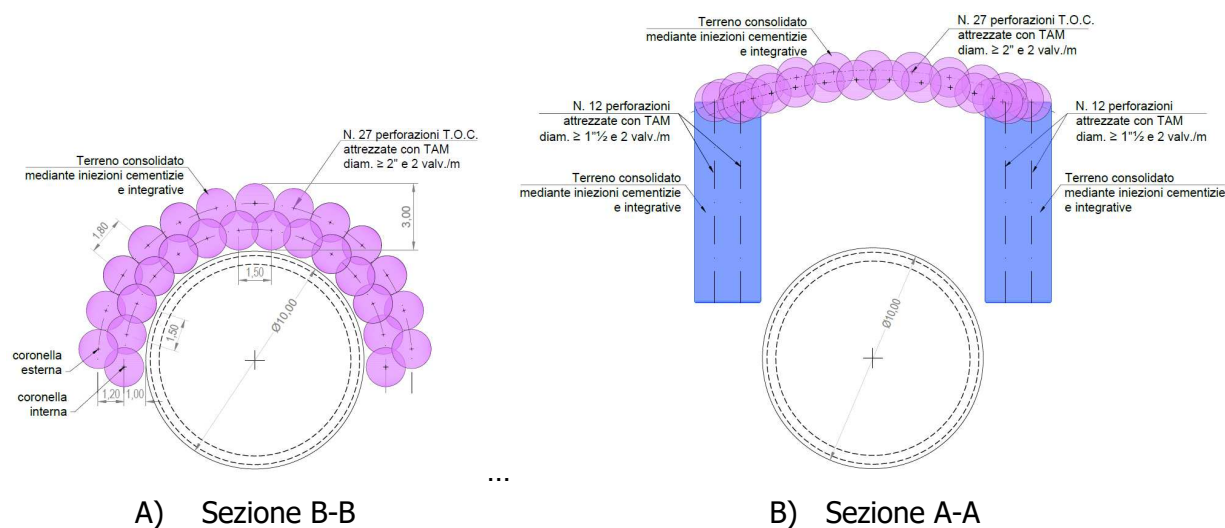 Terreno consolidato
mediante iniezioni cementizie
e integrative
N. 27 perforazioni T.O.C.
attrezzate con TAM
diam. ≥ 2" e 2 valv./m
N. 12 perforazioni
attrezzate con TAM
diam. ≥ 1"½ e 2 valv./m
N. 12 perforazioni
attrezzate con TAM
diam. ≥ 1"½ e 2 valv./m
Terreno consolidato
mediante iniezioni cementizie
e integrative
Terreno consolidato
mediante iniezioni cementizie
e integrative
Ø10,00
N. 27 perforazioni T.O.C.
attrezzate con TAM
diam. ≥ 2" e 2 valv./m
Terreno consolidato
mediante iniezioni cementizie
e integrative
1,80
3,00
1,50
Ø10,00
1,50
coronella
esterna
coronella
interna
1,20
1,00
...
A) Sezione B-B
B) Sezione A-A